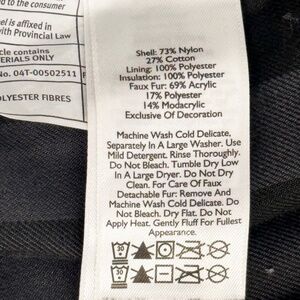 d to the consumer
bel is affixed in
with Provincial Law
cle contains
ERIALS ONLY
No. 04T-00502511
OLYESTER FIBRES
Shell: 73% Nylon
27% Cotton
Lining: 100% Polyester
Insulation: 100% Polyester
Faux Fur: 69% Acrylic
17% Polyester
14% Modacrylic
Exclusive Of Decoration
Machine Wash Cold Delicate,
Separately In A Large Washer. Use
Mild Detergent. Rinse Thoroughly.
Do Not Bleach. Tumble Dry Low
In A Large Dryer. Do Not Dry
Clean. For Care Of Faux
Detachable Fur: Remove And
Machine Wash Cold Delicate. Do
Not Bleach. Dry Flat. Do Not
Apply Heat. Gently Fluff For Fullest
Appearance.
30
30